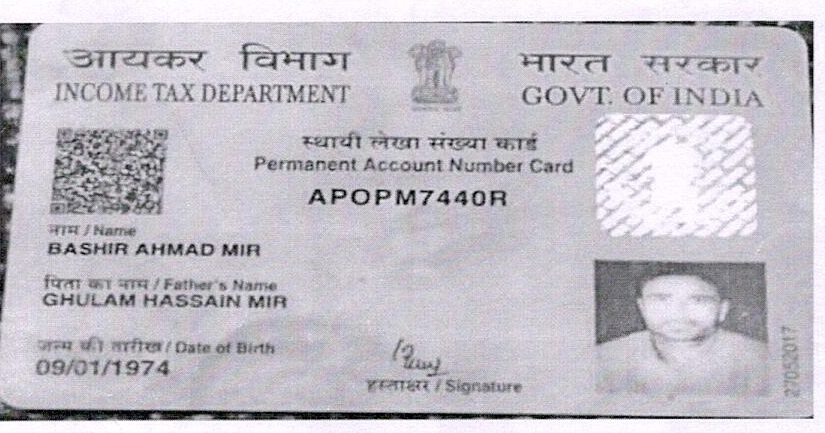 आयकर विभाग
INCOME TAX DEPARTMENT
भारत सरकार
GOVT. OF INDIA
स्थायी लेखा संख्या कार्ड
Permanent Account Number Card
APOPM7440R
नाम / Name
BASHIR AHMAD MIR
पिता का नाम / Father's Name
GHULAM HASSAIN MIR
जन्म की तारीख / Date of Birth
09/01/1974
हस्ताक्षर / Signature
27052017